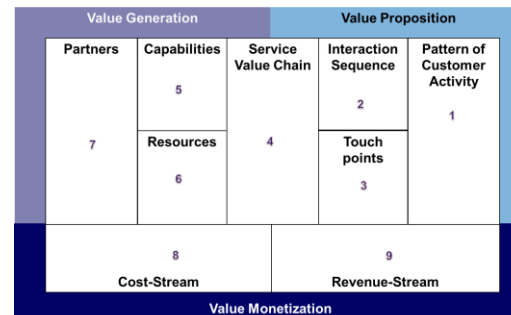 Value Generation
Value Proposition
Partners
7
Capabilities
5
Resources
6
Service
Value Chain
4
Interaction
Sequence
2
Touch
points
3
Pattern of
Customer
Activity
1
8
Cost-Stream
9
Revenue-Stream
Value Monetization